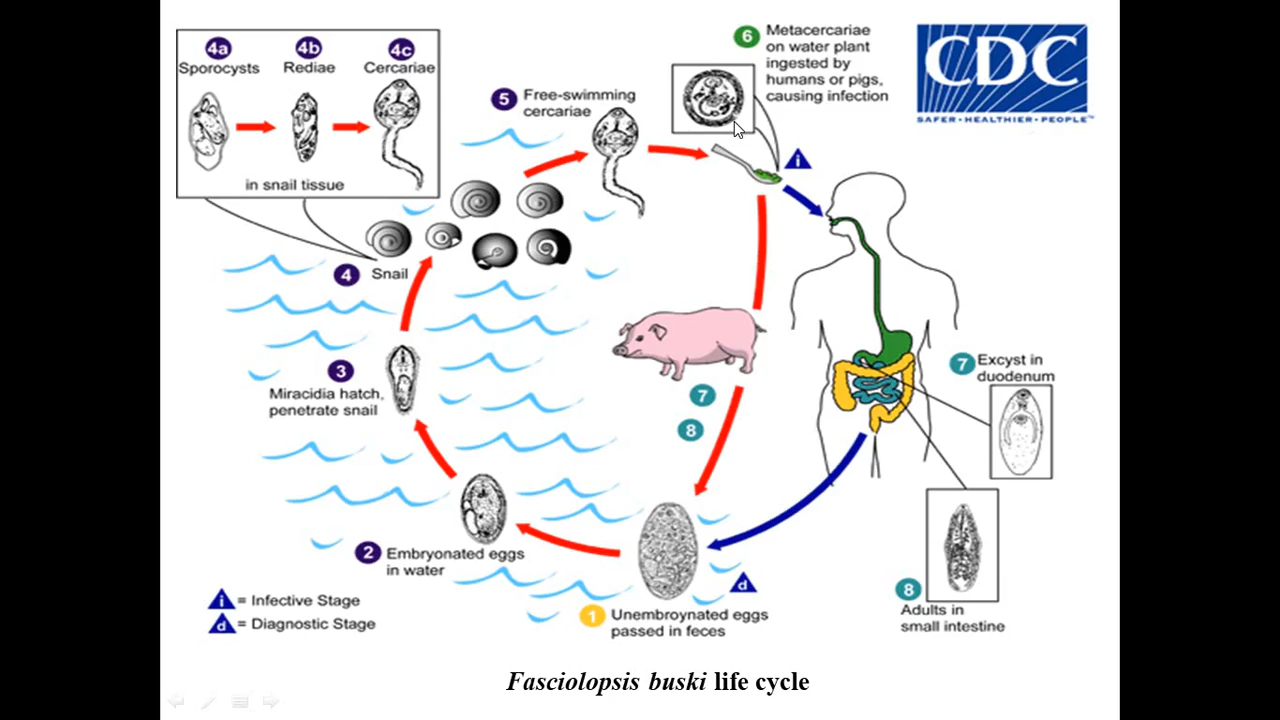 4a
Sporocysts
4b
Rediae
4c
Cercariae
in snail tissue
5
Free-swimming
cercariae
6
Metacercariae
on water plant
ingested by
humans or pigs,
causing infection
CDC
SAFER • HEALTHIER • PEOPLE™
i
4
Snail
3
Miracidia hatch,
penetrate snail
7
8
7
Excyst in
duodenum
2
Embryonated eggs
in water
d
1
Unembroynated eggs
passed in feces
8
Adults in
small intestine
i = Infective Stage
d = Diagnostic Stage
Fasciolopsis buski life cycle